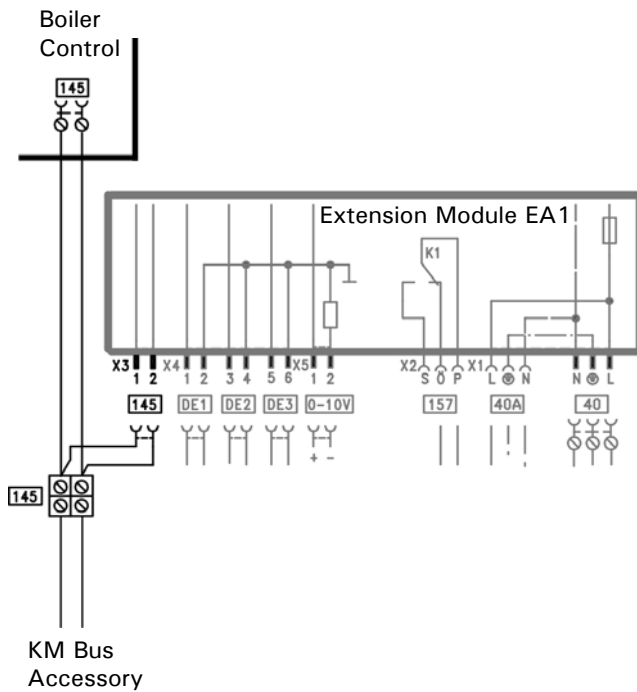 Boiler
Control
145
Extension Module EA1
K1
X3 1 2 X4 1 2 3 4 5 6 X5 1 2 X2 S Ö P X1 L N N L
145 DE1 DE2 DE3 0-10V 157 40A 40
+ -
145
KM Bus
Accessory